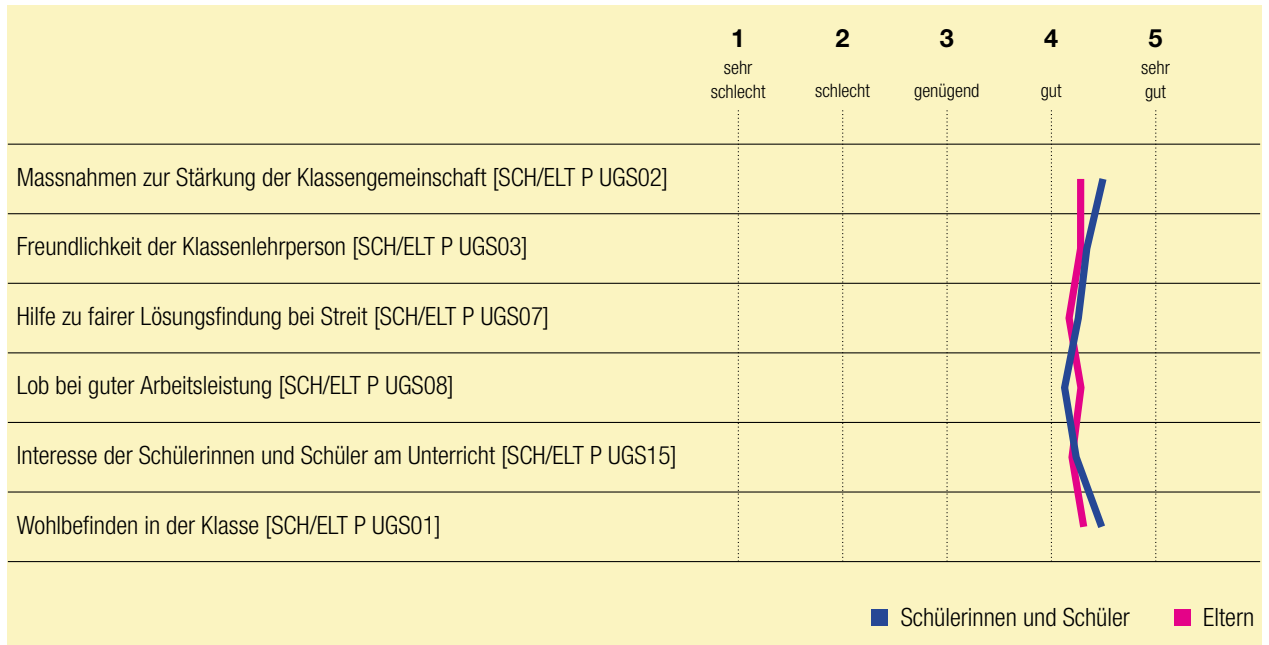 1 2 3 4 5
sehr sehr
schlecht schlecht genügend gut gut
Massnahmen zur Stärkung der Klassengemeinschaft [SCH/ELT P UGS02]
Freundlichkeit der Klassenlehrperson [SCH/ELT P UGS03]
Hilfe zu fairer Lösungsfindung bei Streit [SCH/ELT P UGS07]
Lob bei guter Arbeitsleistung [SCH/ELT P UGS08]
Interesse der Schülerinnen und Schüler am Unterricht [SCH/ELT P UGS15]
Wohlbefinden in der Klasse [SCH/ELT P UGS01]
Schülerinnen und Schüler Eltern